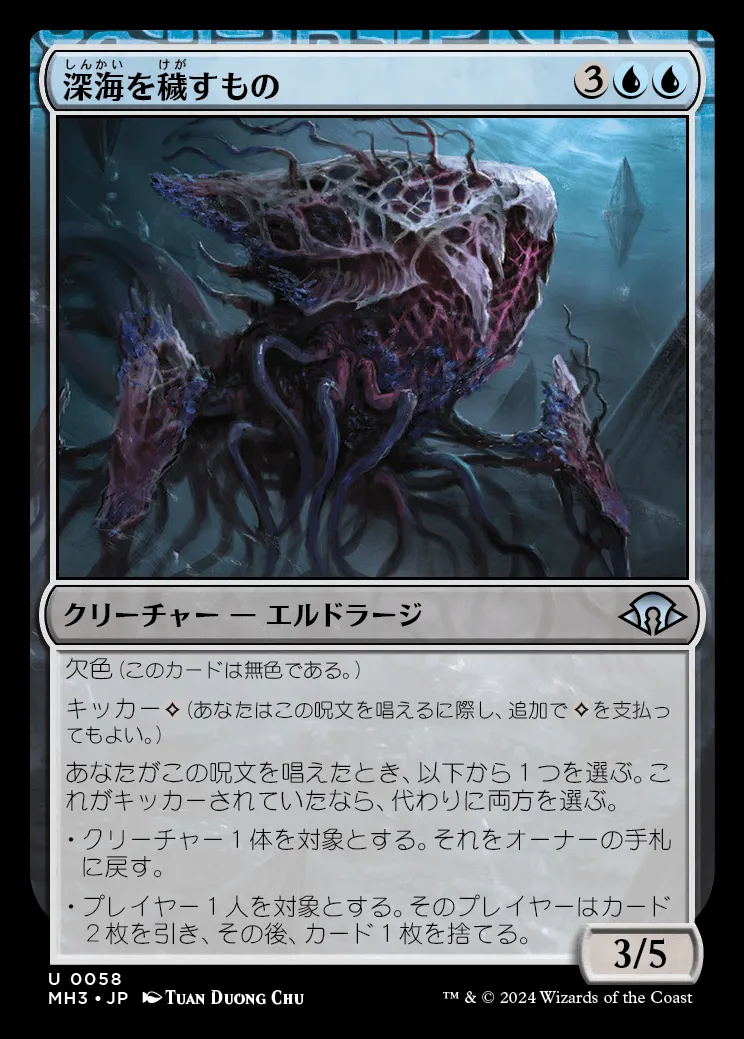 しんかい けが
深海を穢すもの 3
クリーチャー — エルドラージ
欠色(このカードは無色である。)
キッカー(あなたはこの呪文を唱えるに際し、追加でを支払っ
てもよい。)
あなたがこの呪文を唱えたとき、以下から1つを選ぶ。こ
れがキッカーされていたなら、代わりに両方を選ぶ。
・クリーチャー1体を対象とする。それをオーナーの手札
に戻す。
・プレイヤー1人を対象とする。そのプレイヤーはカード
2枚を引き、その後、カード1枚を捨てる。
3/5
U 0058
MH3 • JP Tuan Duong Chu
™ & © 2024 Wizards of the Coast